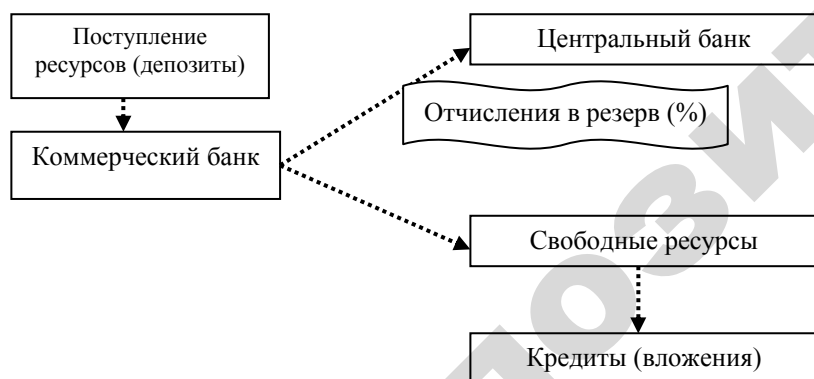 Поступление
ресурсов (депозиты)
Центральный банк
Отчисления в резерв (%)
Коммерческий банк
Свободные ресурсы
Кредиты (вложения)